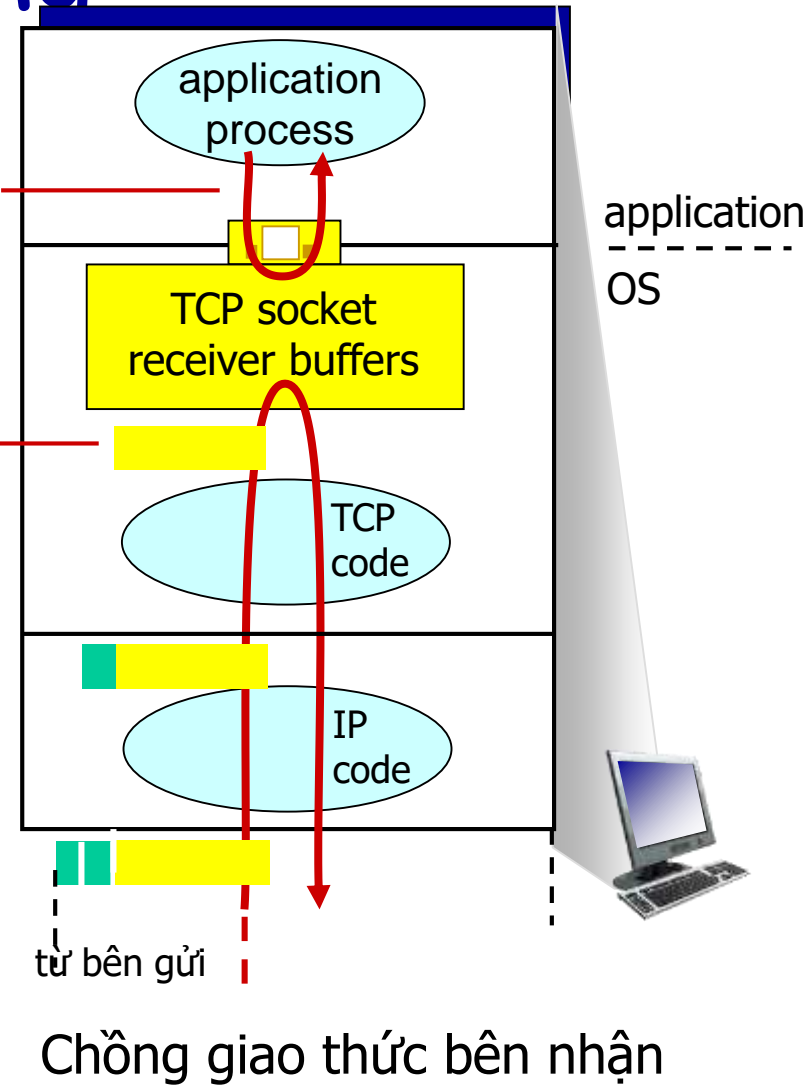 application
process
application
OS
TCP socket
receiver buffers
TCP
code
IP
code
từ bên gửi
Chồng giao thức bên nhận